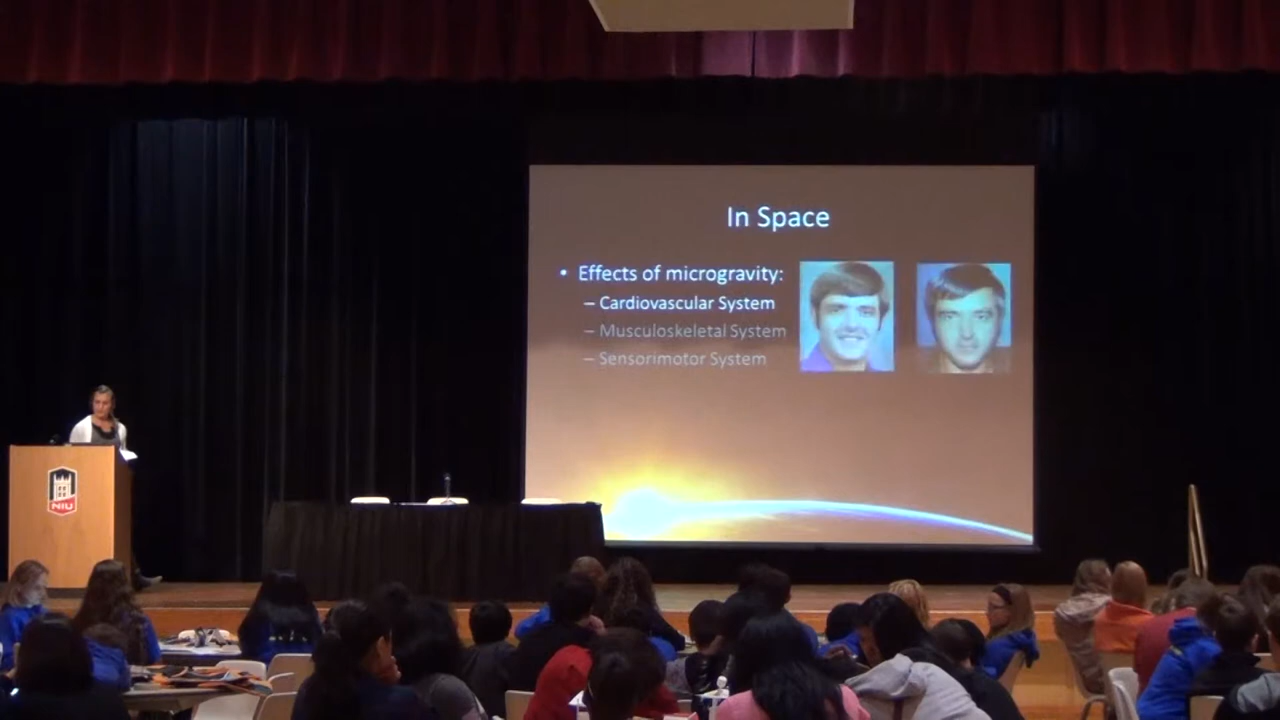 In Space
• Effects of microgravity:
– Cardiovascular System
– Musculoskeletal System
– Sensorimotor System
NIU